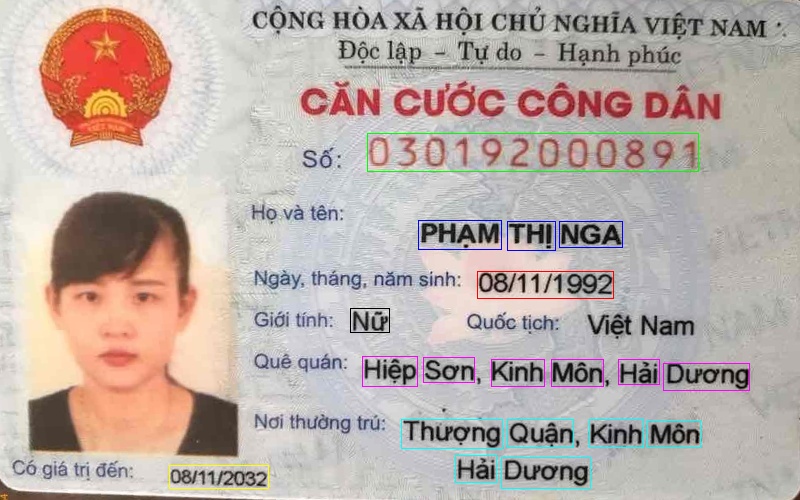 CỘNG HÒA XÃ HỘI CHỦ NGHĨA VIỆT NAM
Độc lập - Tự do - Hạnh phúc
CĂN CƯỚC CÔNG DÂN
Số: 030192000891
Họ và tên:
PHẠM THỊ NGA
Ngày, tháng, năm sinh: 08/11/1992
Giới tính: Nữ Quốc tịch: Việt Nam
Quê quán: Hiệp Sơn, Kinh Môn, Hải Dương
Nơi thường trú: Thượng Quận, Kinh Môn
Hải Dương
Có giá trị đến: 08/11/2032